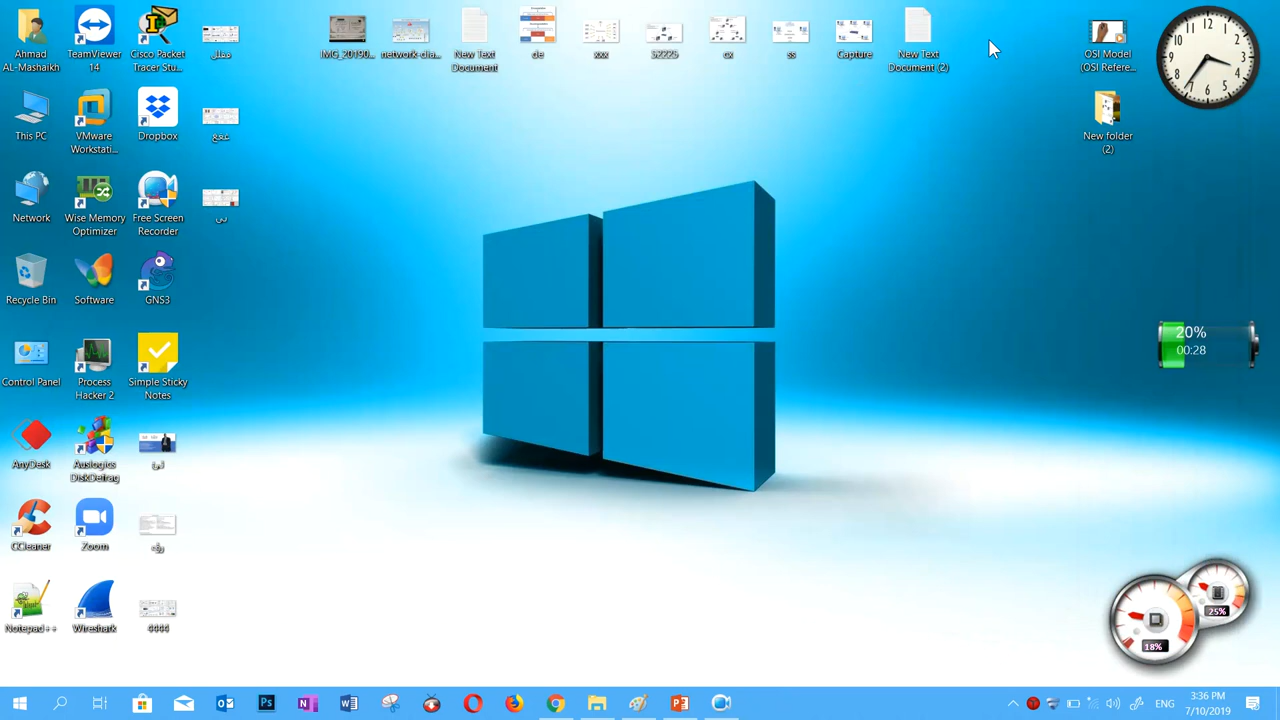 Ahmad
AL-Mashaikh
TeamViewer
14
Cisco Packet
Tracer Stu...
IMG_20190...
network-dia...
New Text
Document
de
xxx
cx
ss
Capture
New Text
Document (2)
OSI Model
(OSI Refere...
This PC
VMware
Workstati...
Dropbox
New folder
(2)
Network
Wise Memory
Optimizer
Free Screen
Recorder
Recycle Bin
Software
GNS3
20%
00:28
Control Panel
Process
Hacker 2
Simple Sticky
Notes
AnyDesk
Auslogics
DiskDefrag
CCleaner
Zoom
Notepad++
Wireshark
4444
25%
18%
ENG
3:36 PM
7/10/2019